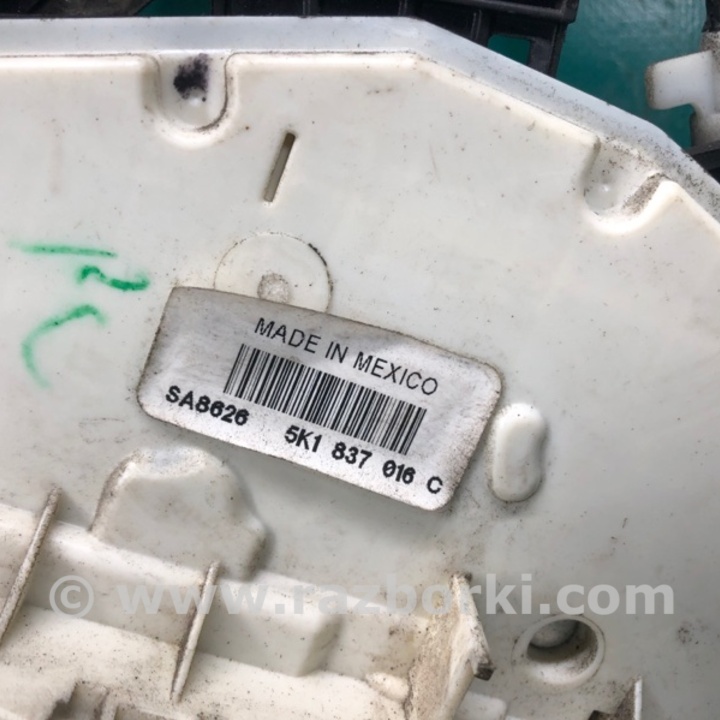 MADE IN MEXICO
SA8626 5K1 837 016 C
© www.razborki.com